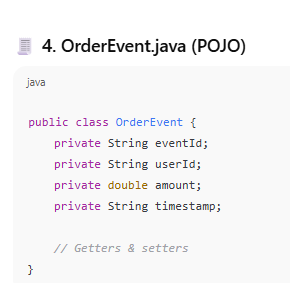 4. OrderEvent.java (POJO)
java
public class OrderEvent {
    private String eventId;
    private String userId;
    private double amount;
    private String timestamp;

    // Getters & setters
}